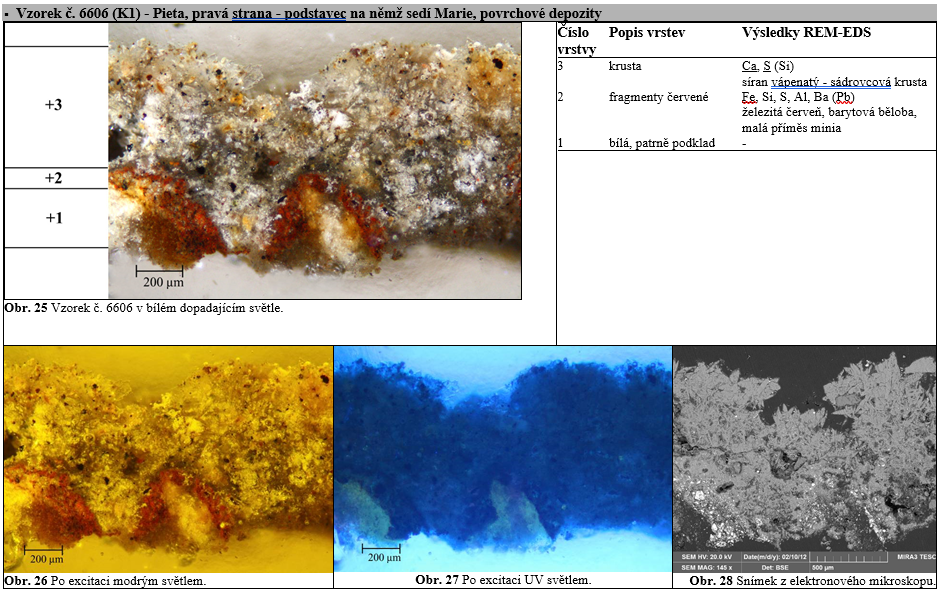 ▪ Vzorek č. 6606 (K1) - Pieta, pravá strana - podstavec na němž sedí Marie, povrchové depozity
+3
+2
+1
200 µm
Obr. 25 Vzorek č. 6606 v bílém dopadajícím světle.
Číslo vrstvy Popis vrstev Výsledky REM-EDS
3 krusta Ca, S (Si)
síran vápenatý - sádrovcová krusta
2 fragmenty červené Fe, Si, S, Al, Ba (Pb)
železitá červeň, barytová běloba,
malá příměs minia
1 bílá, patrně podklad -
200 µm
Obr. 26 Po excitaci modrým světlem.
200 µm
Obr. 27 Po excitaci UV světlem.
SEM HV: 20.0 kV Date(m/d/y): 02/10/12 MIRA3 TESC
SEM MAG: 145 x Det: BSE 500 µm
Obr. 28 Snímek z elektronového mikroskopu.